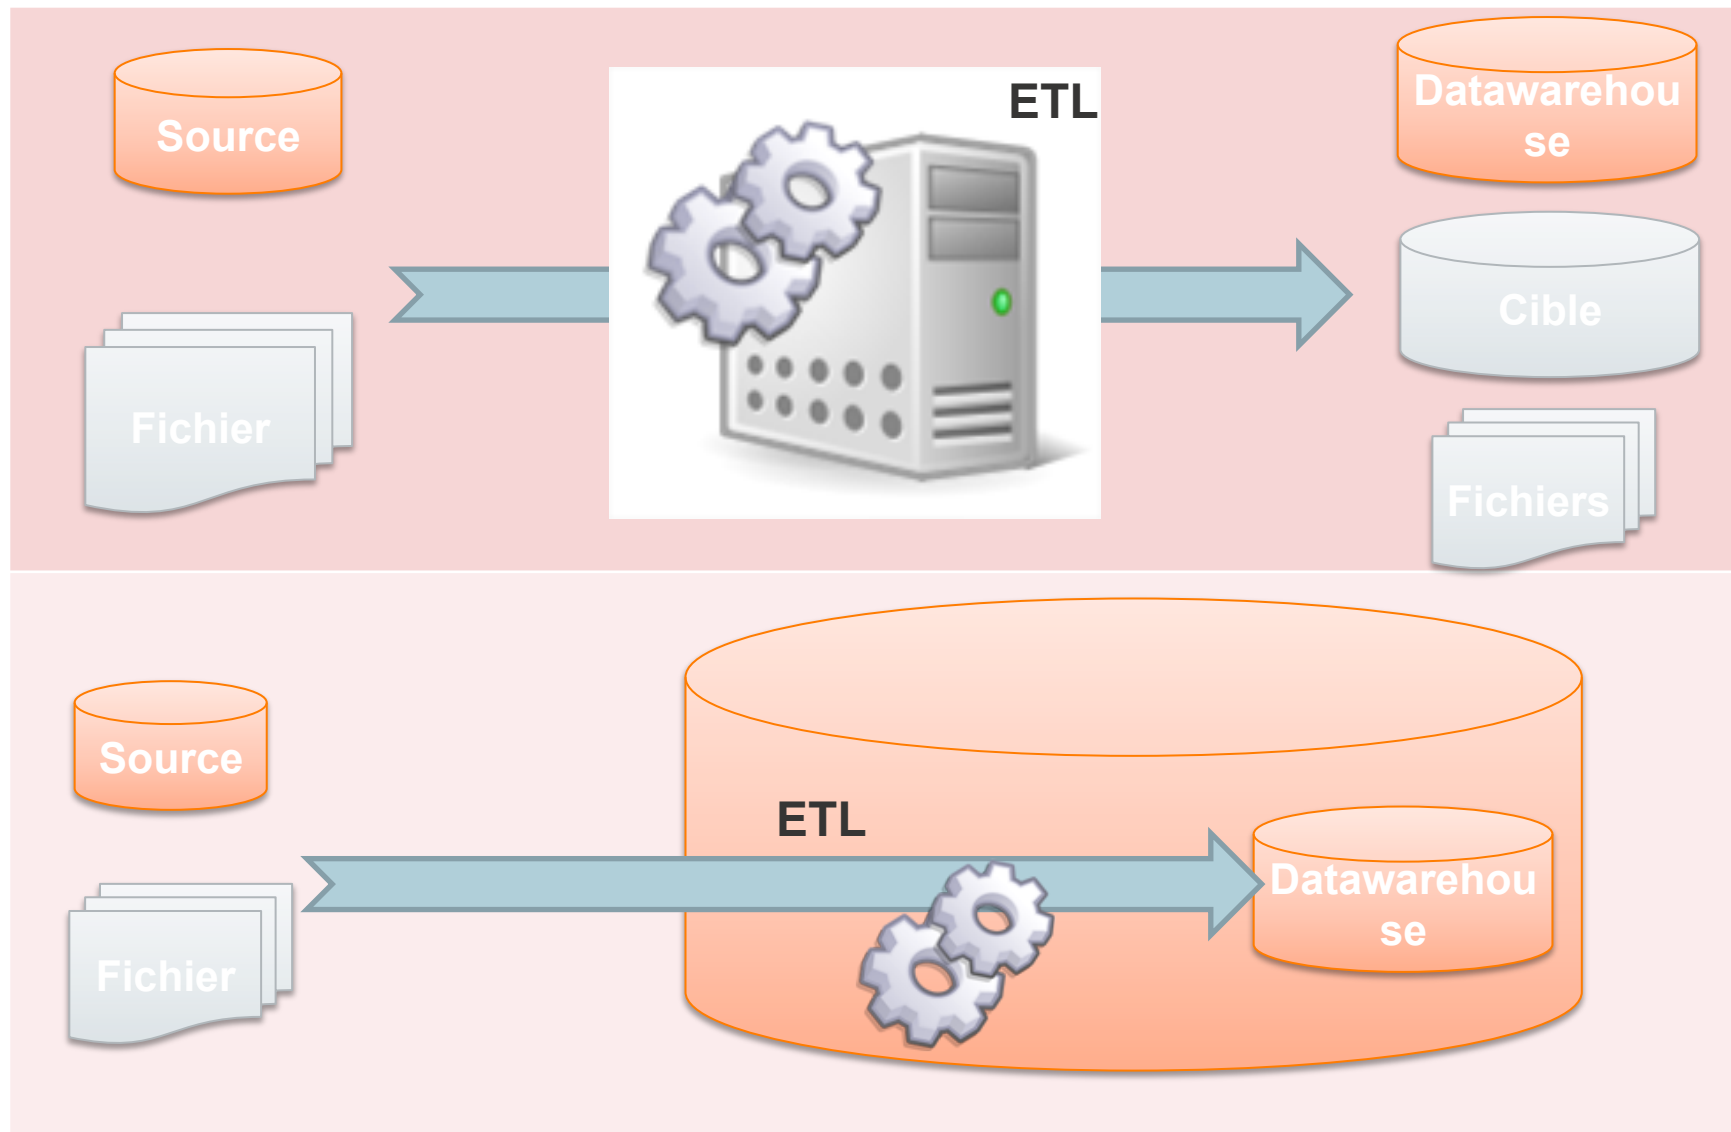 Source
Fichier
ETL
Datawarehou
se
Cible
Fichiers
Source
Fichier
ETL
Datawarehou
se